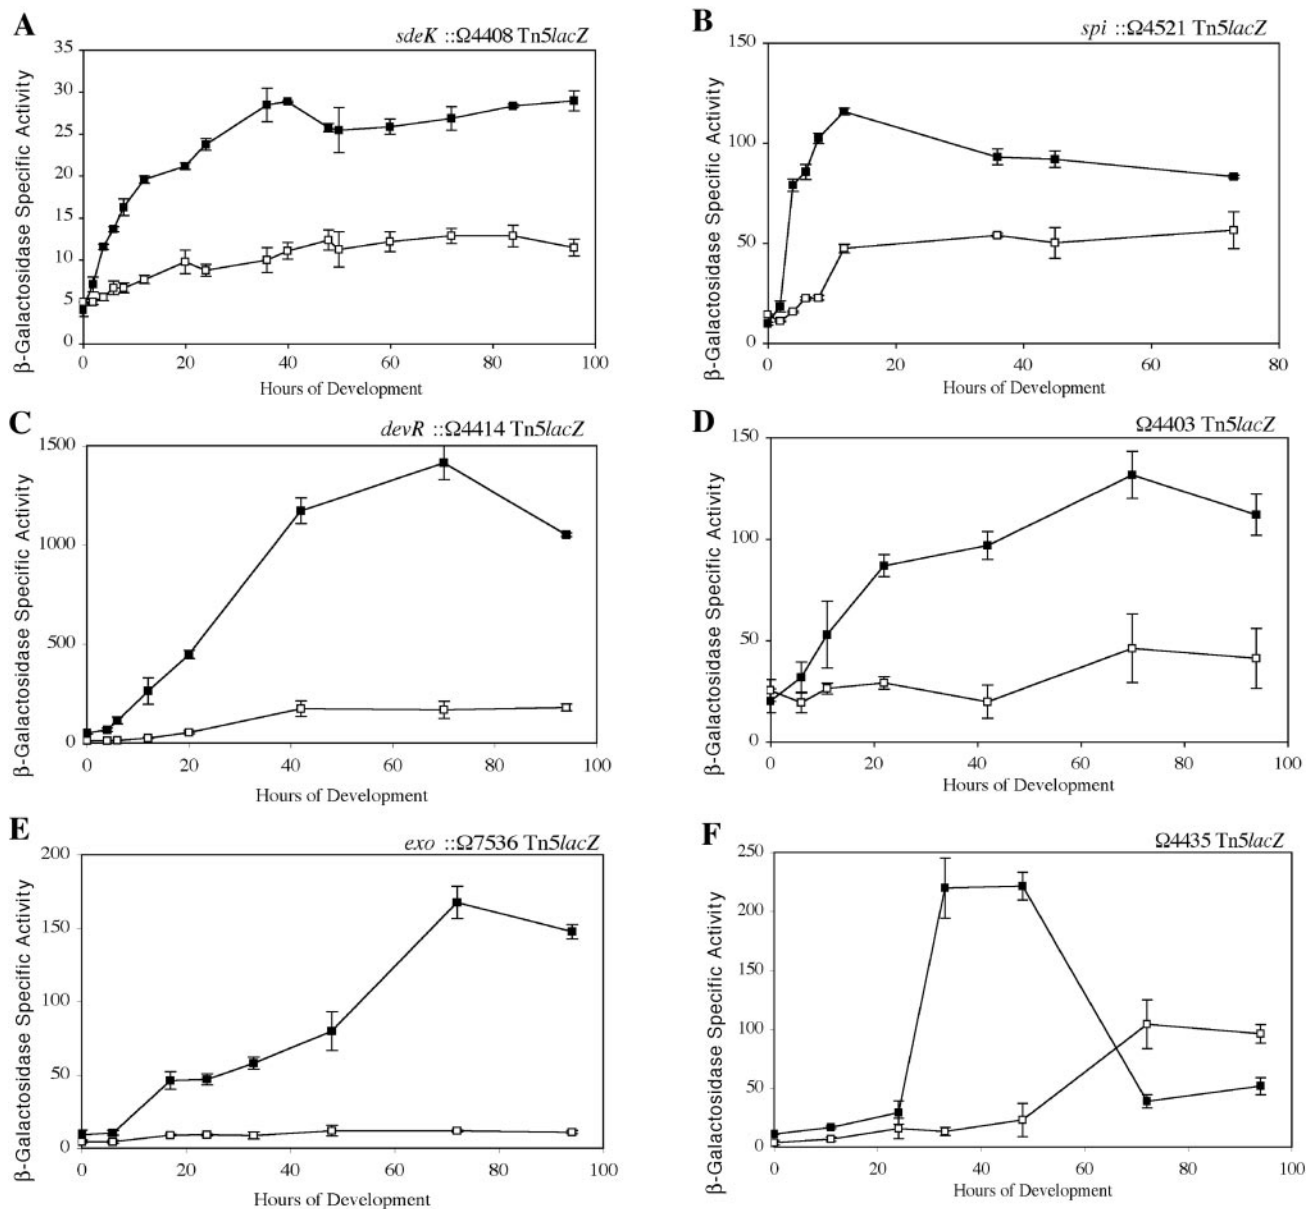 A
sdeK ::Ω4408 Tn5lacZ
35
30
25
20
15
10
5
0
β-Galactosidase Specific Activity
0 20 40 60 80 100
Hours of Development
B
spi ::Ω4521 Tn5lacZ
150
100
50
0
β-Galactosidase Specific Activity
0 20 40 60 80
Hours of Development
C
devR ::Ω4414 Tn5lacZ
1500
1000
500
0
β-Galactosidase Specific Activity
0 20 40 60 80 100
Hours of Development
D
Ω4403 Tn5lacZ
150
100
50
0
β-Galactosidase Specific Activity
0 20 40 60 80 100
Hours of Development
E
exo ::Ω7536 Tn5lacZ
200
150
100
50
0
β-Galactosidase Specific Activity
0 20 40 60 80 100
Hours of Development
F
Ω4435 Tn5lacZ
250
200
150
100
50
0
β-Galactosidase Specific Activity
0 20 40 60 80 100
Hours of Development